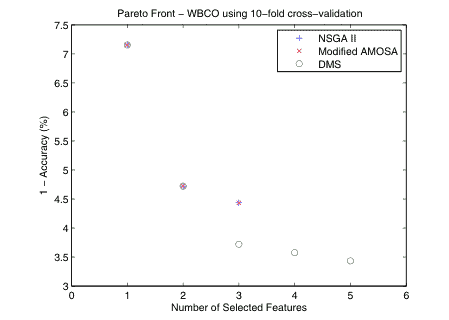 Pareto Front − WBCO using 10−fold cross−validation
7.5
7
6.5
6
5.5
5
4.5
4
3.5
3
1 − Accuracy (%)
NSGA II
Modified AMOSA
DMS
0 1 2 3 4 5 6
Number of Selected Features